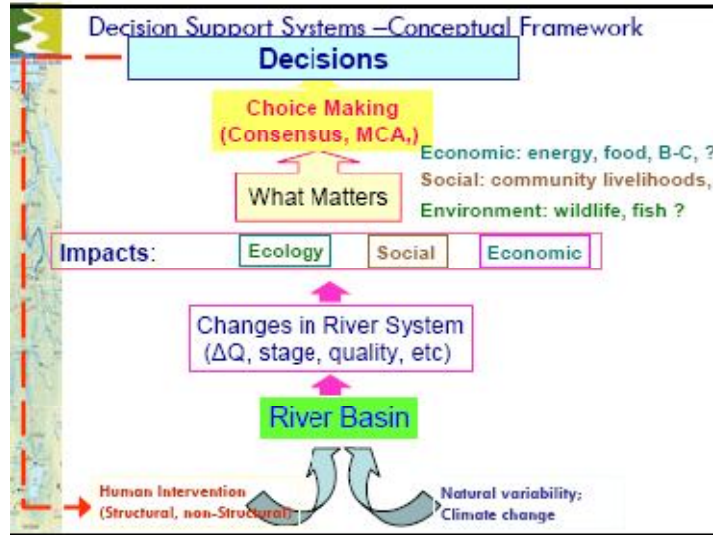 Decision Support Systems –Conceptual Framework
Decisions
Choice Making
(Consensus, MCA,)
What Matters
Economic: energy, food, B-C, ?
Social: community livelihoods,
Environment: wildlife, fish ?
Impacts:
Ecology
Social
Economic
Changes in River System
(ΔQ, stage, quality, etc)
River Basin
Human Intervention
(Structural, non-Structural)
Natural variability;
Climate change